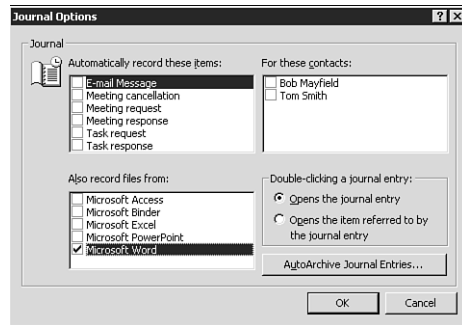 Journal Options
Journal
Automatically record these items:
E-mail Message
Meeting cancellation
Meeting request
Meeting response
Task request
Task response
For these contacts:
Bob Mayfield
Tom Smith
Also record files from:
Microsoft Access
Microsoft Binder
Microsoft Excel
Microsoft PowerPoint
Microsoft Word
Double-clicking a journal entry:
Opens the journal entry
Opens the item referred to by
the journal entry
AutoArchive Journal Entries...
OK
Cancel